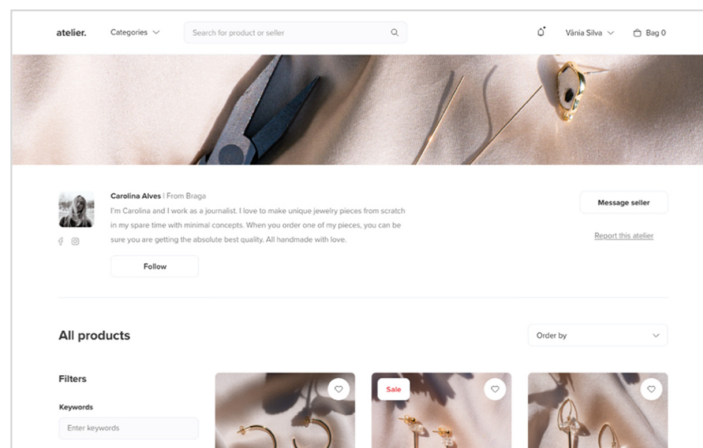 atelier.
Categories
Search for product or seller
Vânia Silva
Bag 0
Carolina Alves | From Braga
I'm Carolina and I work as a journalist. I love to make unique jewelry pieces from scratch
in my spare time with minimal concepts. When you order one of my pieces, you can be
sure you are getting the absolute best quality. All handmade with love.
Message seller
Report this atelier
Follow
All products
Order by
Filters
Sale
Keywords
Enter keywords